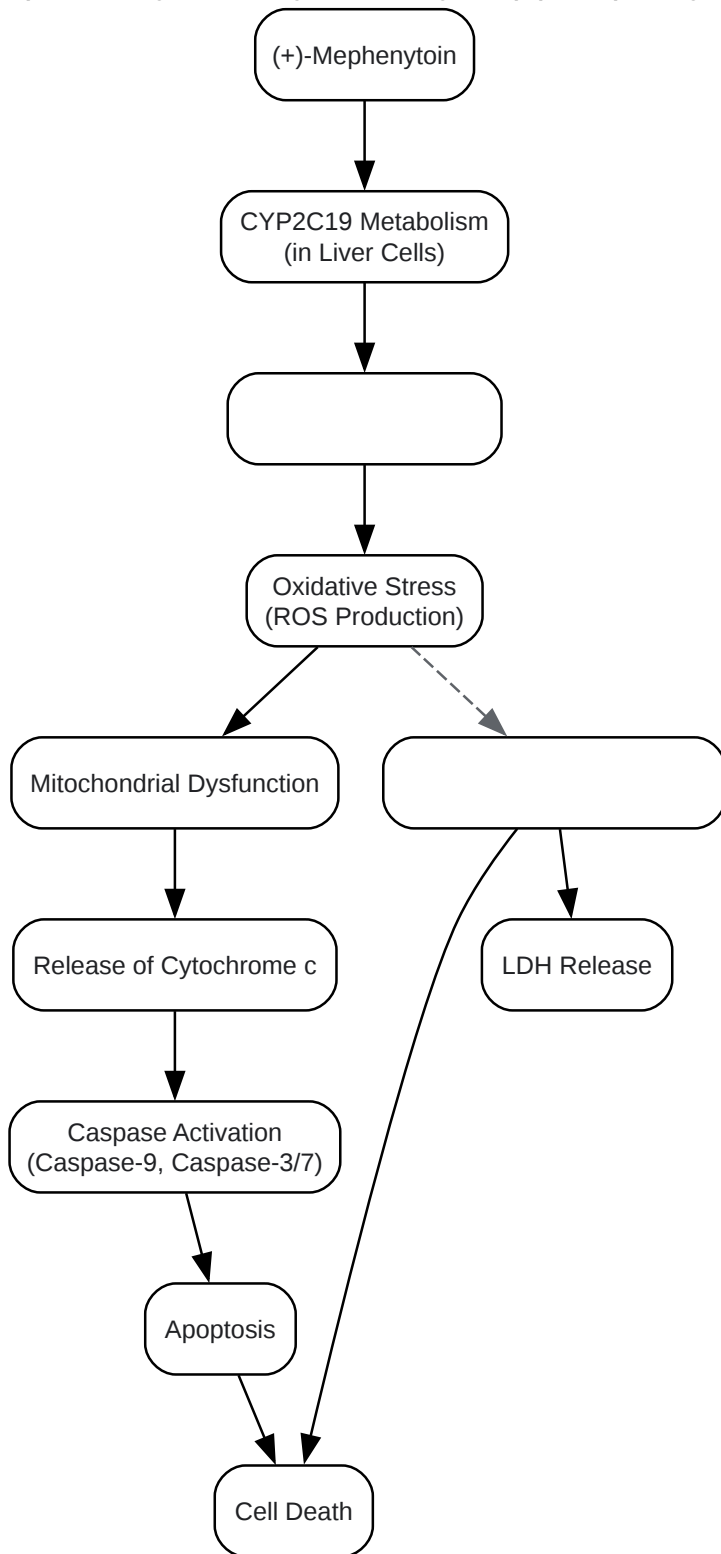 (+)-Mephenytoin
CYP2C19 Metabolism
(in Liver Cells)
Oxidative Stress
(ROS Production)
Mitochondrial Dysfunction
Release of Cytochrome c
LDH Release
Caspase Activation
(Caspase-9, Caspase-3/7)
Apoptosis
Cell Death